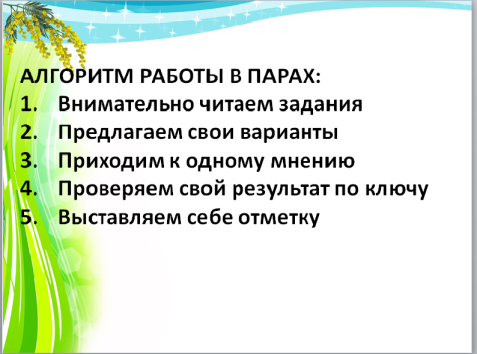 АЛГОРИТМ РАБОТЫ В ПАРАХ:
1. Внимательно читаем задания
2. Предлагаем свои варианты
3. Приходим к одному мнению
4. Проверяем свой результат по ключу
5. Выставляем себе отметку